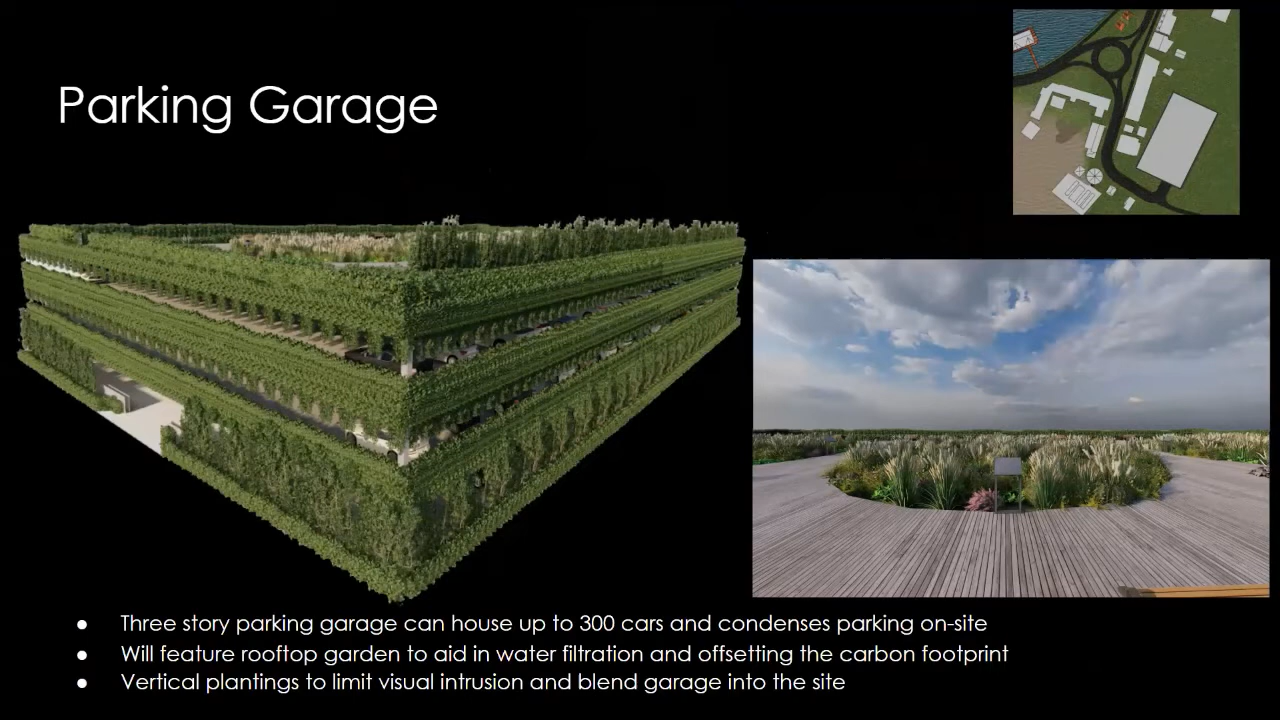 Parking Garage
● Three story parking garage can house up to 300 cars and condenses parking on-site
● Will feature rooftop garden to aid in water filtration and offsetting the carbon footprint
● Vertical plantings to limit visual intrusion and blend garage into the site